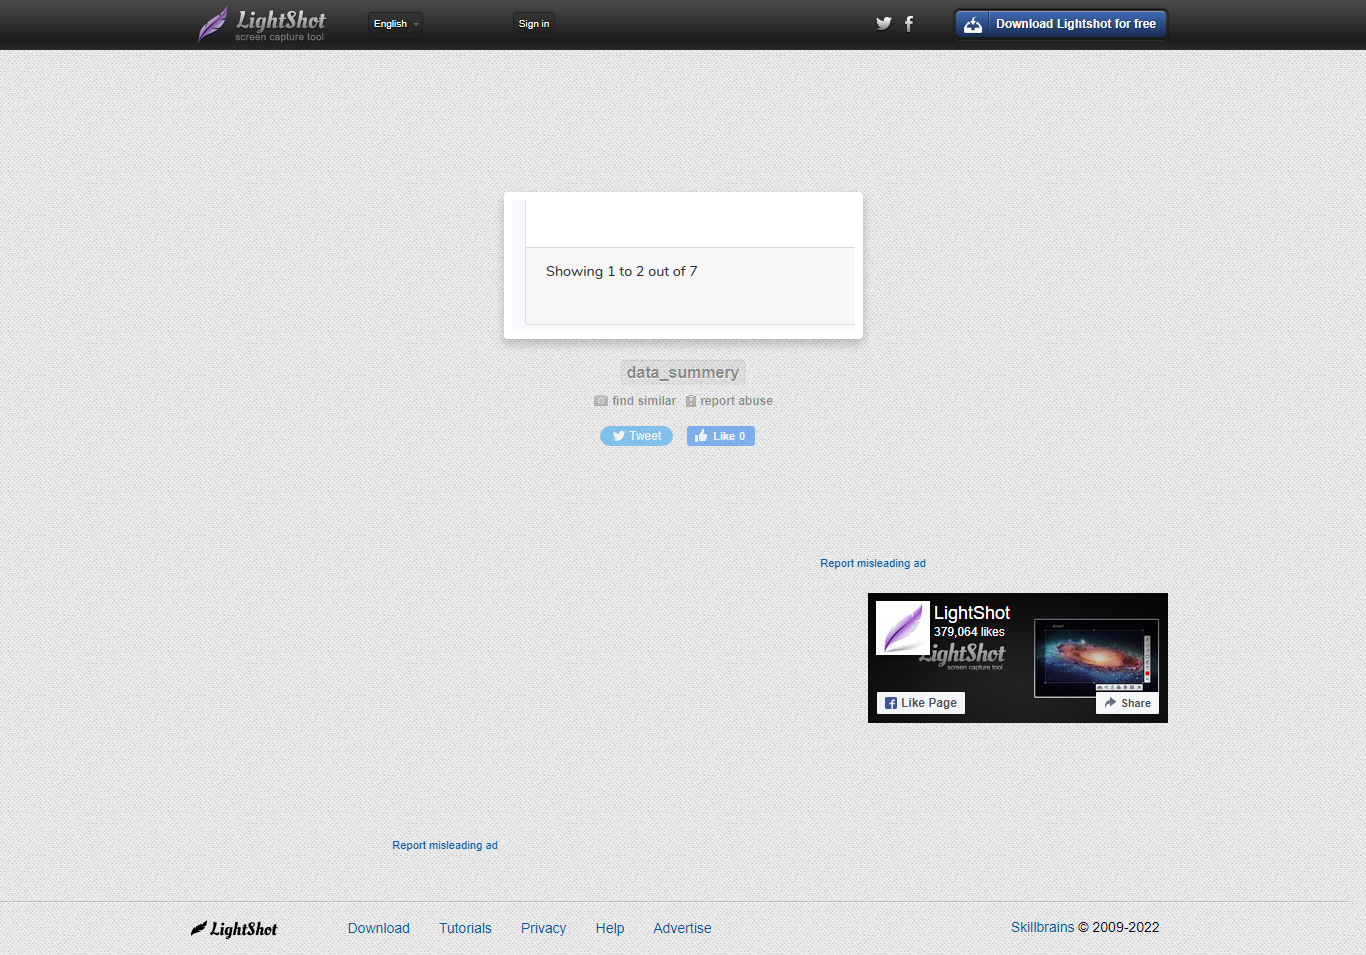 LightShot
screen capture tool
English
Sign in
Download Lightshot for free
Showing 1 to 2 out of 7
data_summery
find similar
report abuse
Tweet
Like 0
Report misleading ad
LightShot
379,064 likes
LightShot
screen capture tool
Like Page
Share
Report misleading ad
LightShot
Download
Tutorials
Privacy
Help
Advertise
Skillbrains © 2009-2022